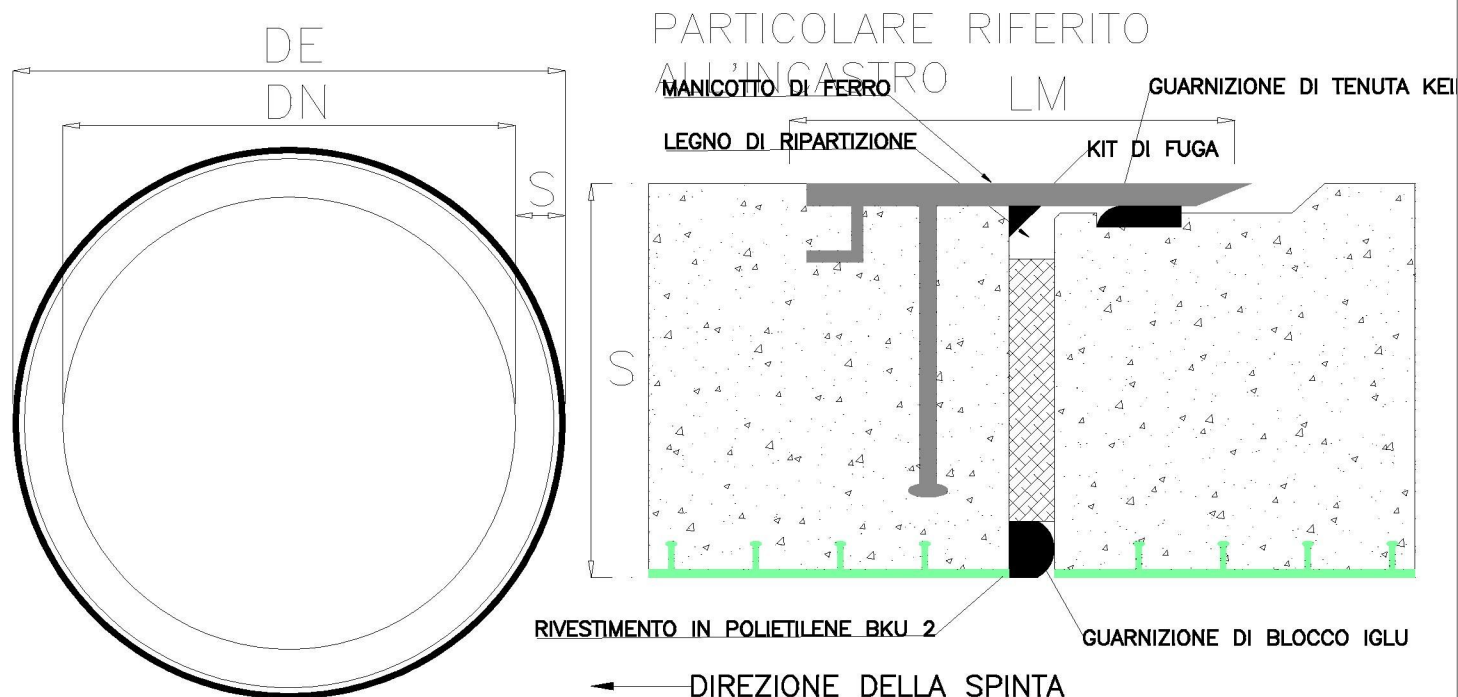 DE
DN
S
PARTICOLARE RIFERITO
ALL'INCASTRO
MANICOTTO DI FERRO
LM
GUARNIZIONE DI TENUTA
LEGNO DI RIPARTIZIONE
KIT DI FUGA
S
RIVESTIMENTO IN POLIETILENE BKU 2
GUARNIZIONE DI BLOCCO IGLU
DIREZIONE DELLA SPINTA